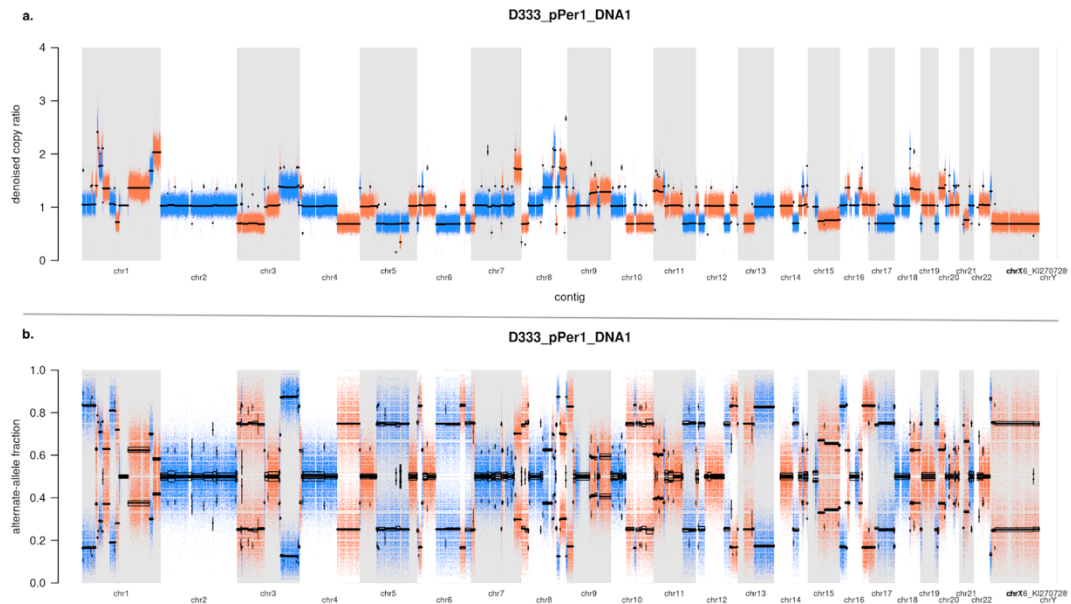 a.
D333_pPer1_DNA1
denoised copy ratio
4
3
2
1
0
chr1 chr2 chr3 chr4 chr5 chr6 chr7 chr8 chr9 chr10 chr11 chr12 chr13 chr14 chr15 chr16 chr17 chr18 chr19 chr20 chr21 chr22 chrY
contig
b.
D333_pPer1_DNA1
alternate-allele fraction
1.0
0.8
0.6
0.4
0.2
0.0
chr1 chr2 chr3 chr4 chr5 chr6 chr7 chr8 chr9 chr10 chr11 chr12 chr13 chr14 chr15 chr16 chr17 chr18 chr19 chr20 chr21 chr22 chrY